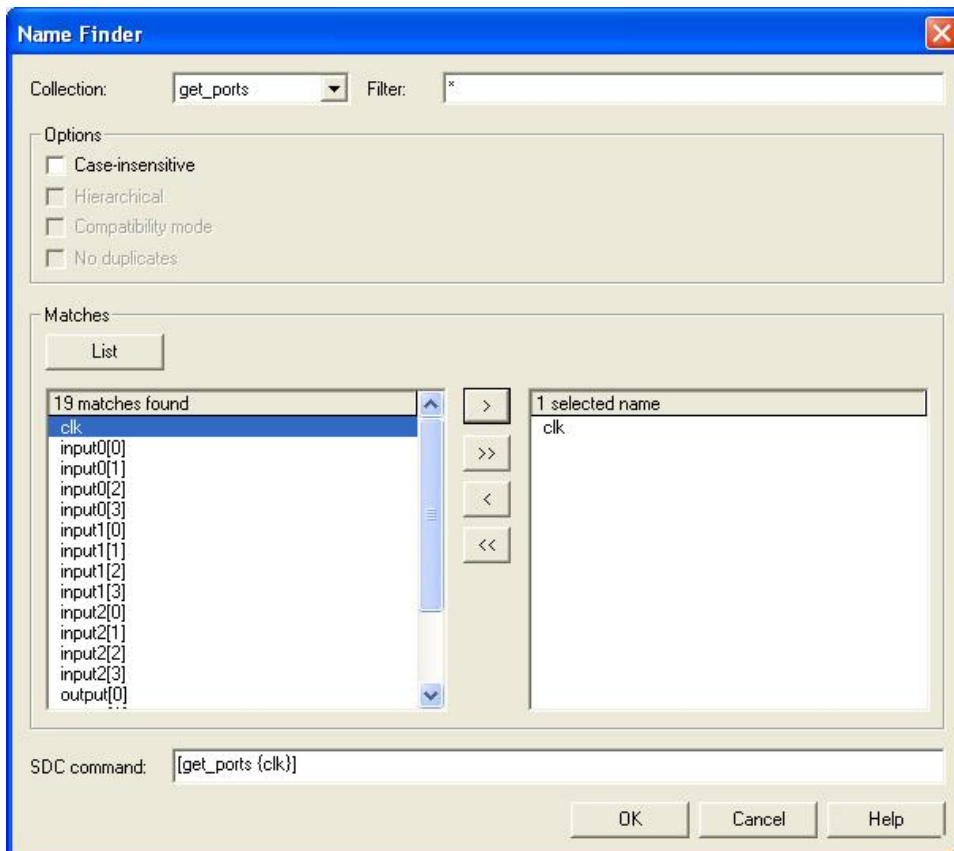 Name Finder
Collection: get_ports Filter: *
Options
Case-insensitive
Hierarchical
Compatibility mode
No duplicates
Matches
List
19 matches found
clk
input0[0]
input0[1]
input0[2]
input0[3]
input1[0]
input1[1]
input1[2]
input1[3]
input2[0]
input2[1]
input2[2]
input2[3]
output[0]
>
>>
<
<<
1 selected name
clk
SDC command: [get_ports {clk}]
OK Cancel Help